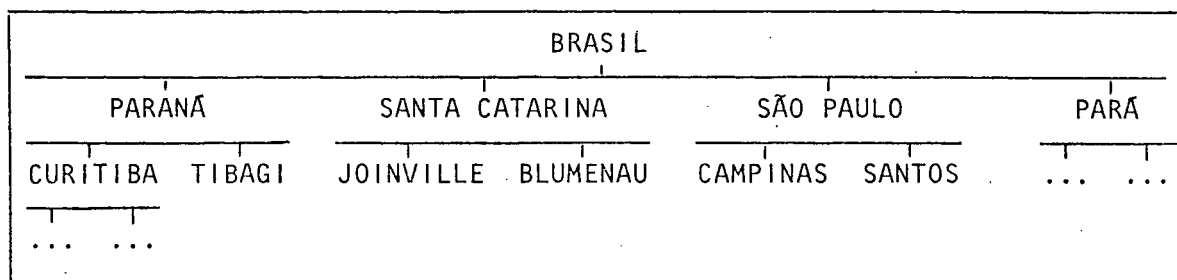 BRASIL
PARANÁ SANTA CATARINA SÃO PAULO PARÁ
CURITIBA TIBAGI JOINVILLE BLUMENAU CAMPINAS SANTOS ... ...
... ...